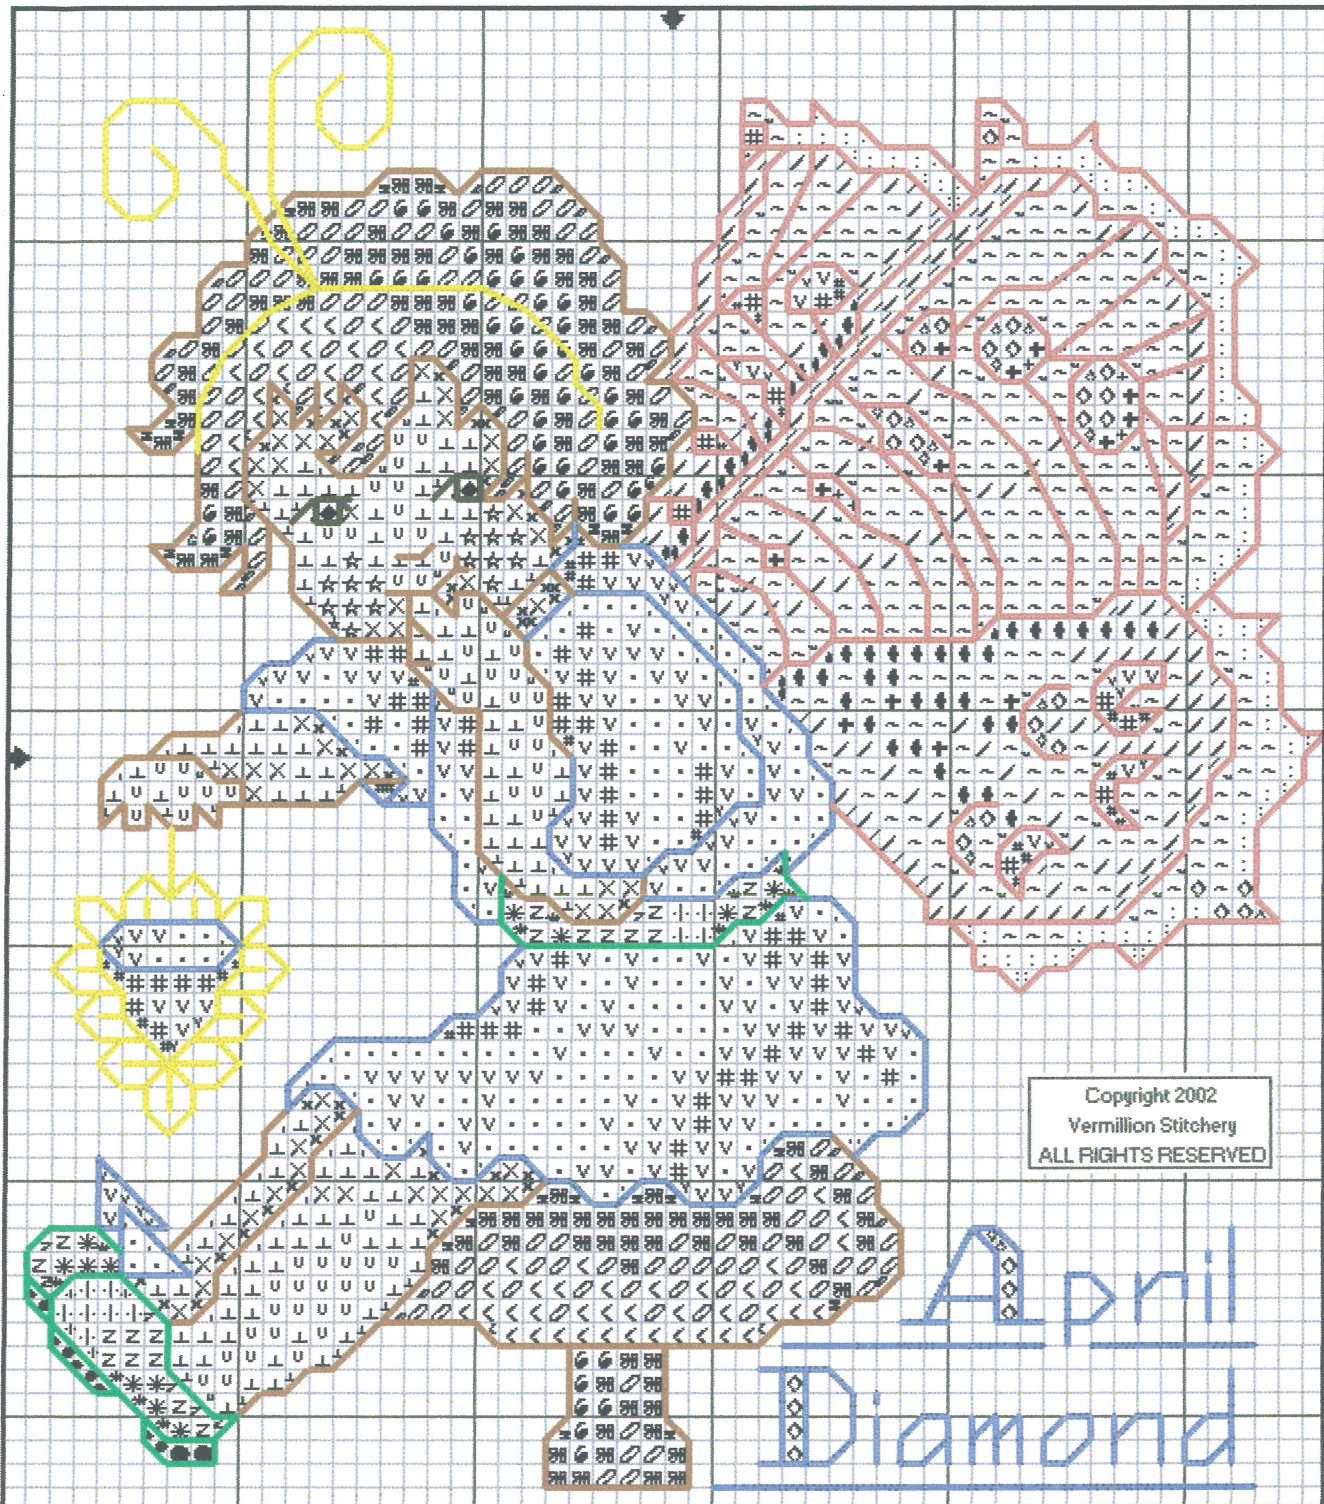 Copyright 2002
Vermillion Stitchery
ALL RIGHTS RESERVED
April
Diamond